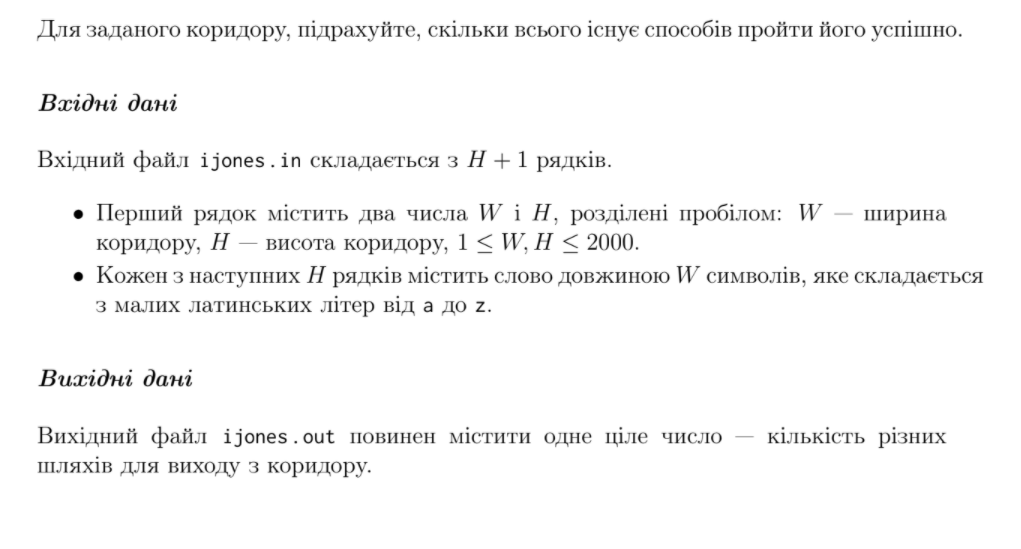 Для заданого коридору, підрахуйте, скільки всього існує способів пройти його успішно.
Вхідні дані
Вхідний файл ijones.in складається з H + 1 рядків.
• Перший рядок містить два числа W і H, розділені пробілом: W — ширина
коридору, H — висота коридору, 1 ≤ W, H ≤ 2000.
• Кожен з наступних H рядків містить слово довжиною W символів, яке складається
з малих латинських літер від a до z.
Вихідні дані
Вихідний файл ijones.out повинен містити одне ціле число — кількість різних
шляхів для виходу з коридору.